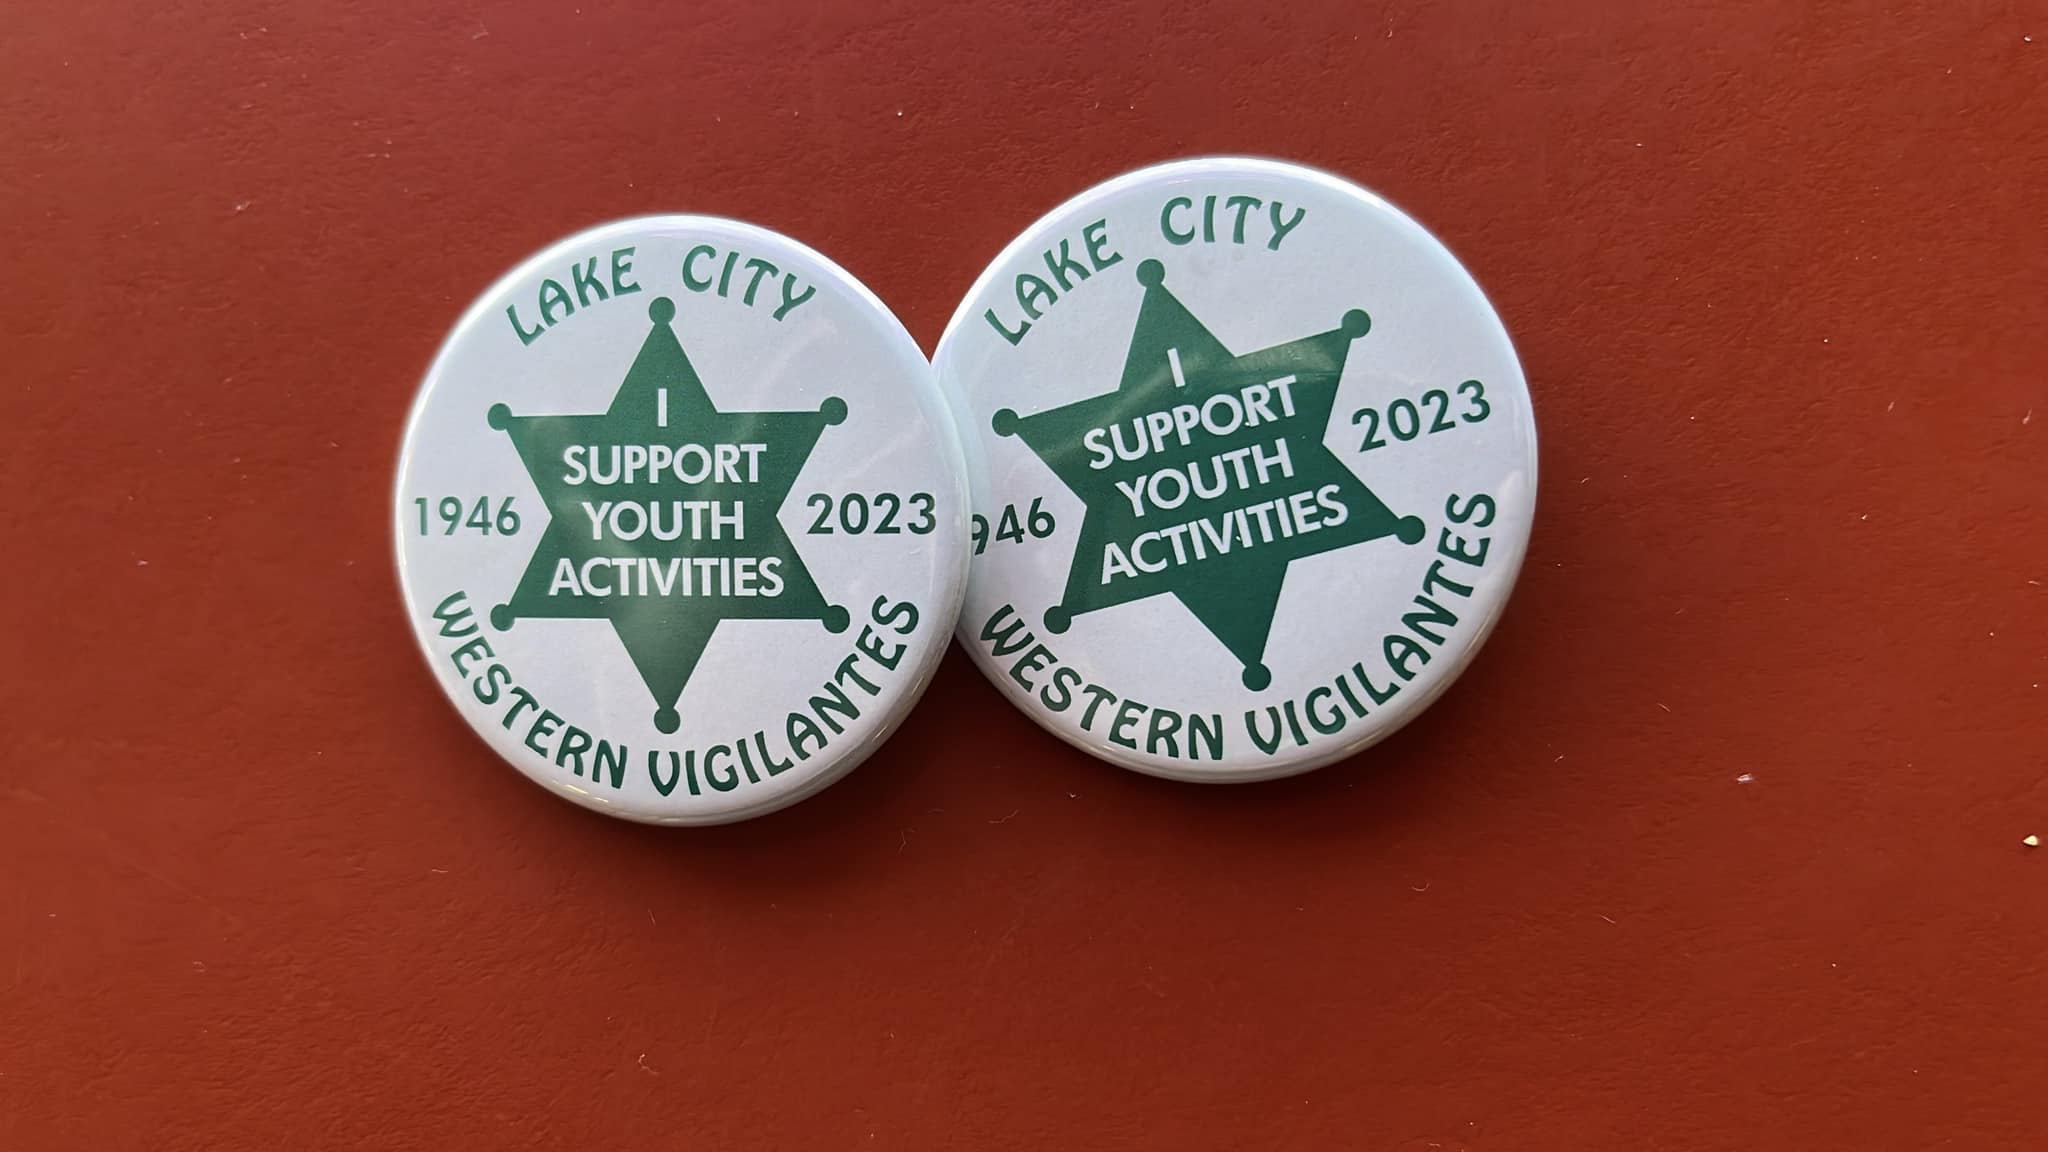 LAKE CITY
I
SUPPORT
YOUTH
ACTIVITIES
1946
2023
WESTERN VIGILANTES
LAKE CITY
I
SUPPORT
YOUTH
ACTIVITIES
946
2023
WESTERN VIGILANTES